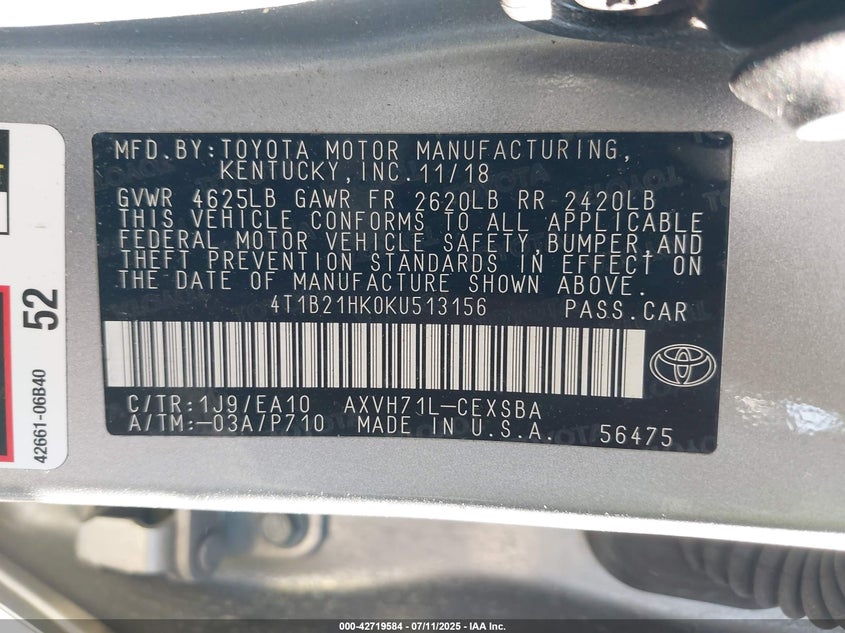 MFD.BY:TOYOTA MOTOR MANUFACTURING,
KENTUCKY,INC.11/18
GVWR 4625LB GAWR FR 2620LB RR 2420LB
THIS VEHICLE CONFORMS TO ALL APPLICABLE
FEDERAL MOTOR VEHICLE SAFETY,BUMPER,AND
THEFT PREVENTION STANDARDS IN EFFECT ON
THE DATE OF MANUFACTURE SHOWN ABOVE.
4T1B21HK0KU513156 PASS.CAR
C/TR:1J9/EA10 AXVH71L-CEXSBA
A/TM:-03A/P710 MADE IN U.S.A. 56475
52
42661-06B40
000-42719584 / 07/11/2025 - IAA Inc.